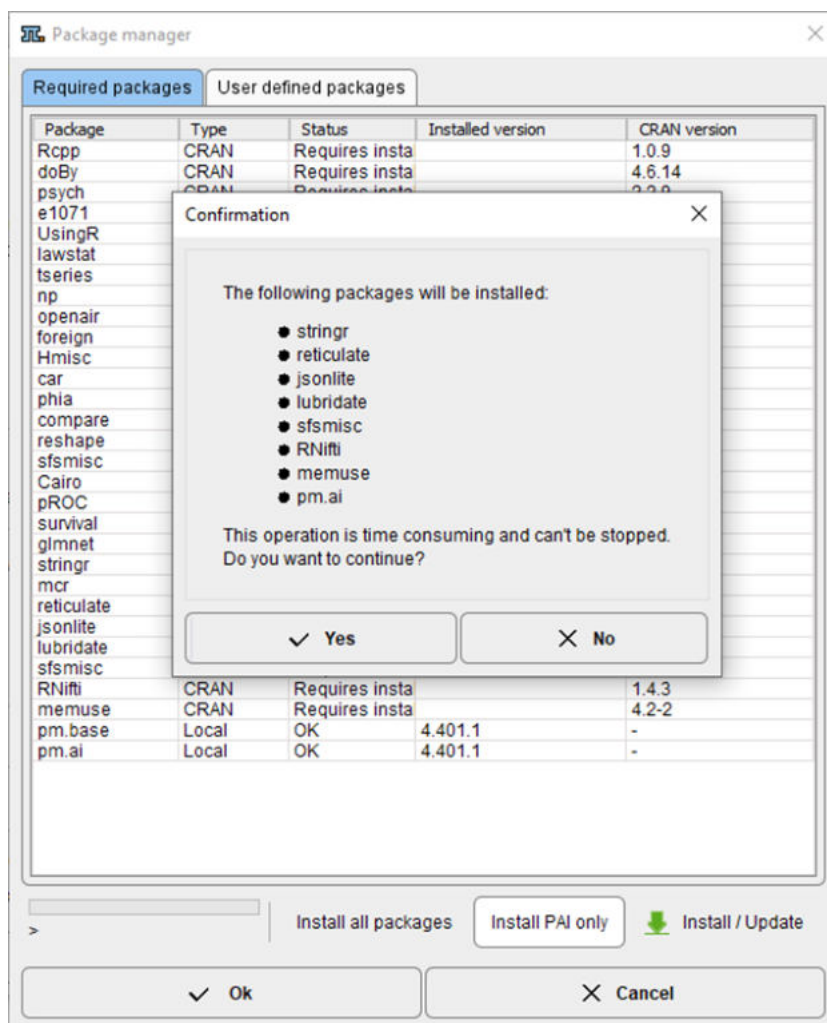 Package manager
Required packages User defined packages
Package Type Status Installed version CRAN version
Rcpp CRAN Requires insta 1.0.9
doBy CRAN Requires insta 4.6.14
psych
e1071
UsingR
lawstat
tseries
np
openair
foreign
Hmisc
car
phia
compare
reshape
sfsmisc
Cairo
pROC
survival
glmnet
stringr
mcr
reticulate
jsonlite
lubridate
sfsmisc
RNifti CRAN Requires insta 1.4.3
memuse CRAN Requires insta 4.2-2
pm.base Local OK 4.401.1 -
pm.ai Local OK 4.401.1 -
Confirmation
The following packages will be installed:
stringr
reticulate
jsonlite
lubridate
sfsmisc
RNifti
memuse
pm.ai
This operation is time consuming and can't be stopped.
Do you want to continue?
Yes No
> Install all packages Install PAI only Install / Update
Ok Cancel